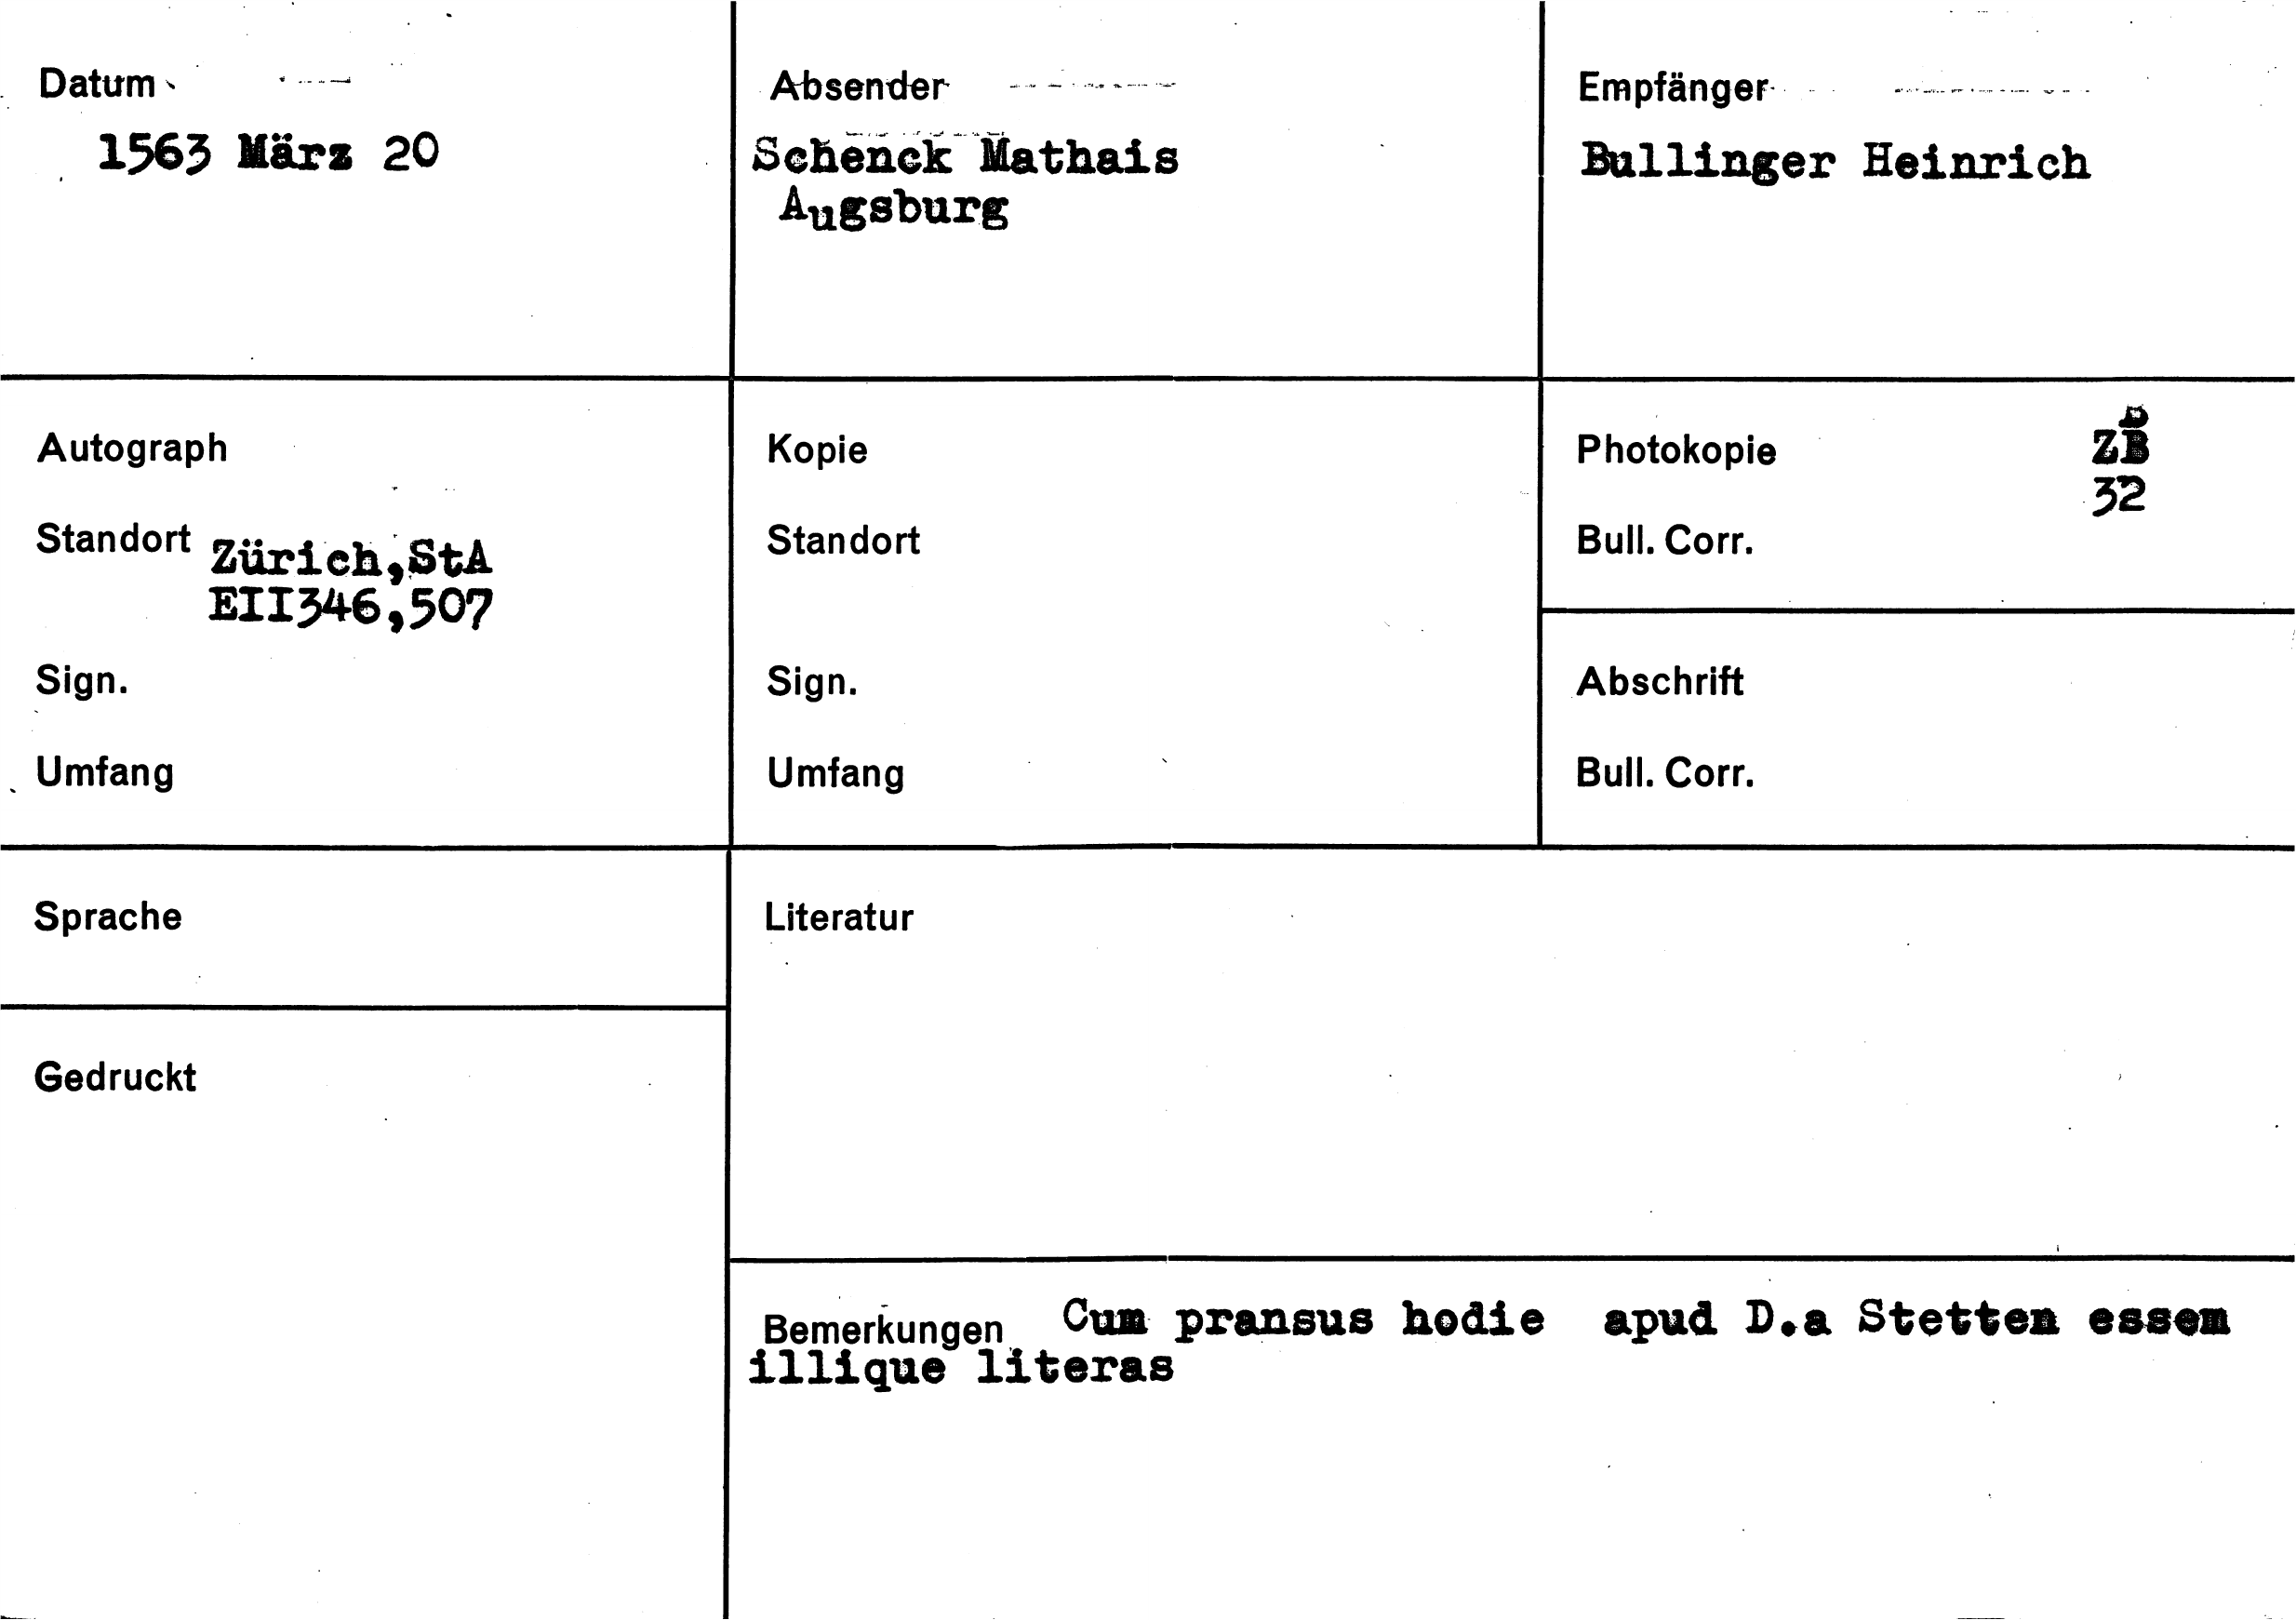 Datum
1563 März 20
Absender
Schenck Mathais
Augsburg
Empfänger
Bullinger Heinrich
Autograph
Standort Zürich,StA
EII346,507
Sign.
Umfang
Kopie
Standort
Sign.
Umfang
Photokopie ZB
32
Bull. Corr.
Abschrift
Bull. Corr.
Sprache
Gedruckt
Literatur
Bemerkungen Cum pransus hodie apud D.a Stetten essem
illique literas